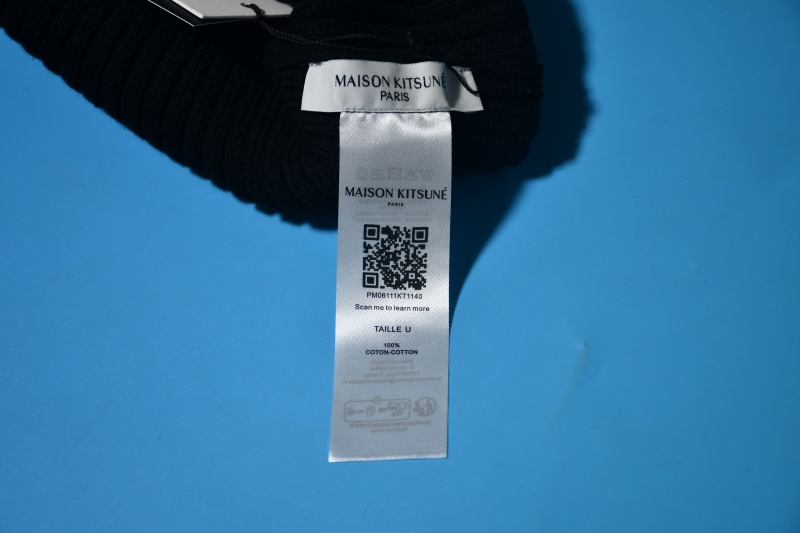 MAISON KITSUNÉ
PARIS
MAISON KITSUNÉ
PARIS
PM06111KT1140
Scan me to learn more
TAILLE U
100%
COTON-COTTON